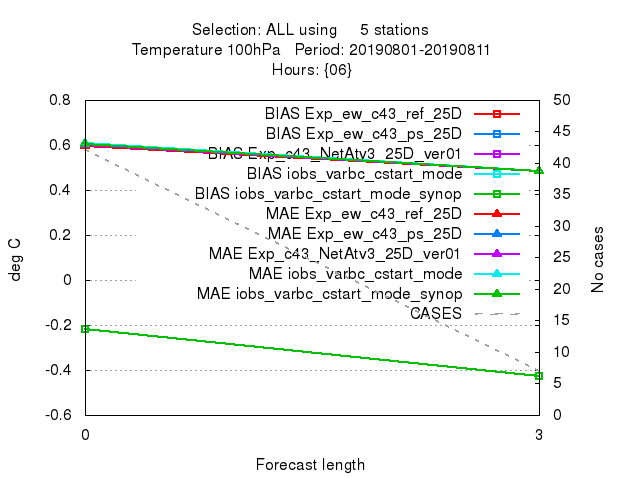 Selection: ALL using 5 stations
Temperature 100hPa Period: 20190801-20190811
Hours: {06}
0.8
0.6
0.4
0.2
0
-0.2
-0.4
-0.6
deg C
50
45
40
35
30
25
20
15
10
5
0
No cases
BIAS Exp_ew_c43_ref_25D
BIAS Exp_ew_c43_ps_25D
BIAS Exp_c43_NetAtv3_25D_ver01
BIAS iobs_varbc_cstart_mode
BIAS iobs_varbc_cstart_mode_synop
MAE Exp_ew_c43_ref_25D
MAE Exp_ew_c43_ps_25D
MAE Exp_c43_NetAtv3_25D_ver01
MAE iobs_varbc_cstart_mode
MAE iobs_varbc_cstart_mode_synop
CASES
0 3
Forecast length